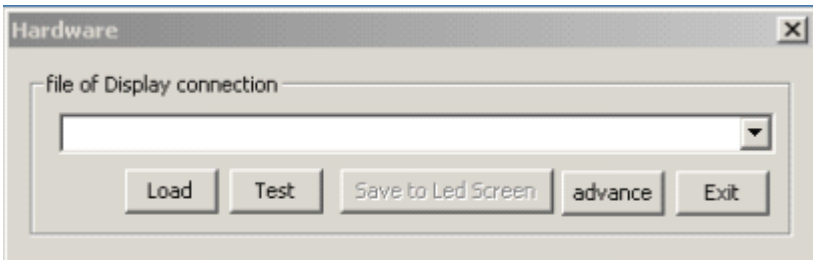 Hardware
file of Display connection
Load Test Save to Led Screen advance Exit